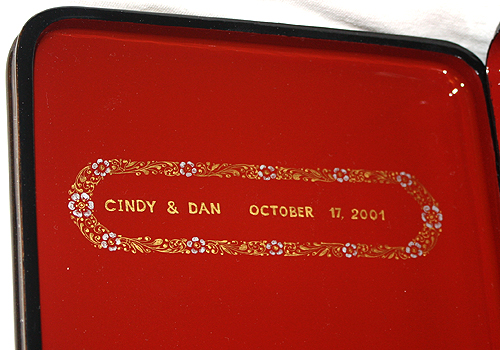 CINDY & DAN OCTOBER 17, 2001